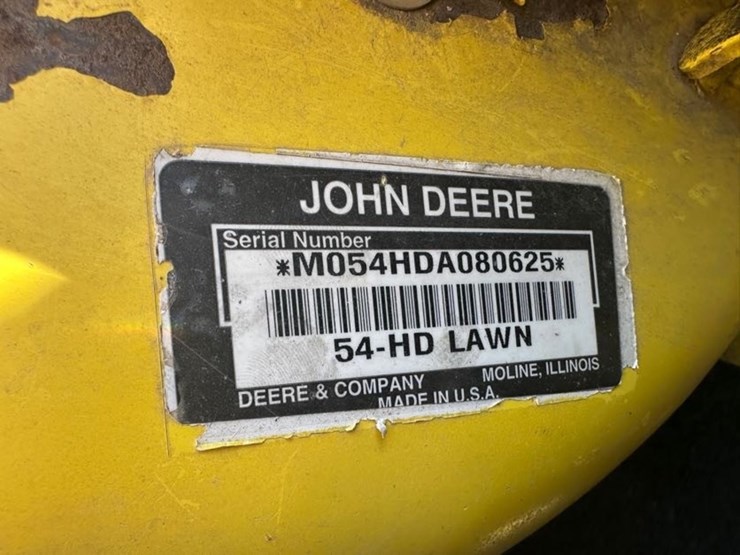 JOHN DEERE
Serial Number
*M054HDA080625*
54-HD LAWN
DEERE & COMPANY MOLINE, ILLINOIS
MADE IN U.S.A.